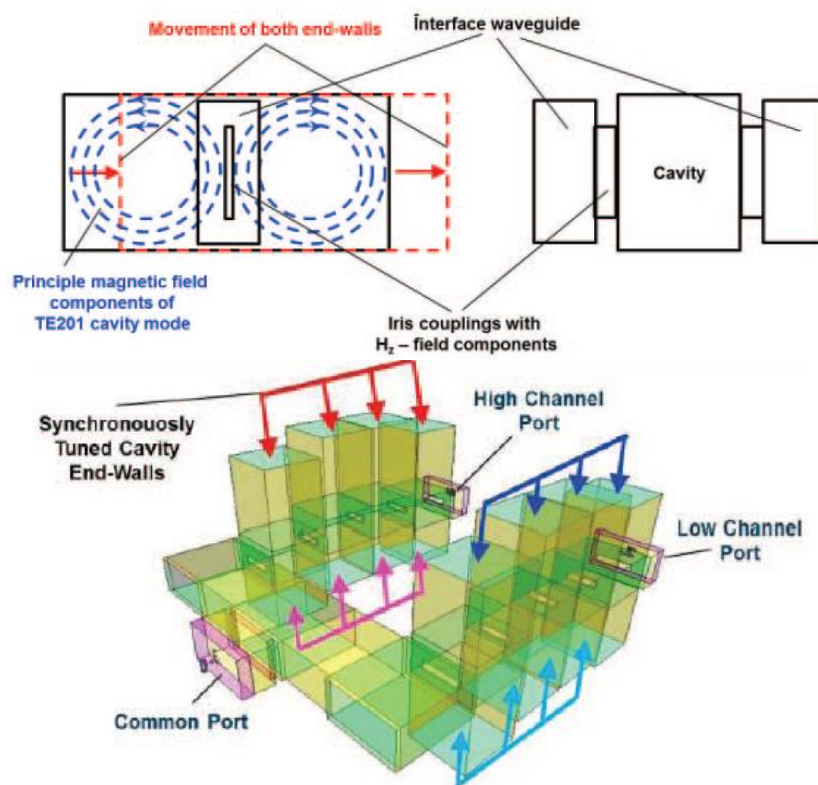 Movement of both end-walls
İnterface waveguide
Cavity
Principle magnetic field
components of
TE201 cavity mode
Iris couplings with
Hz – field components
Synchronouosly
Tuned Cavity
End-Walls
High Channel
Port
Low Channel
Port
Common Port